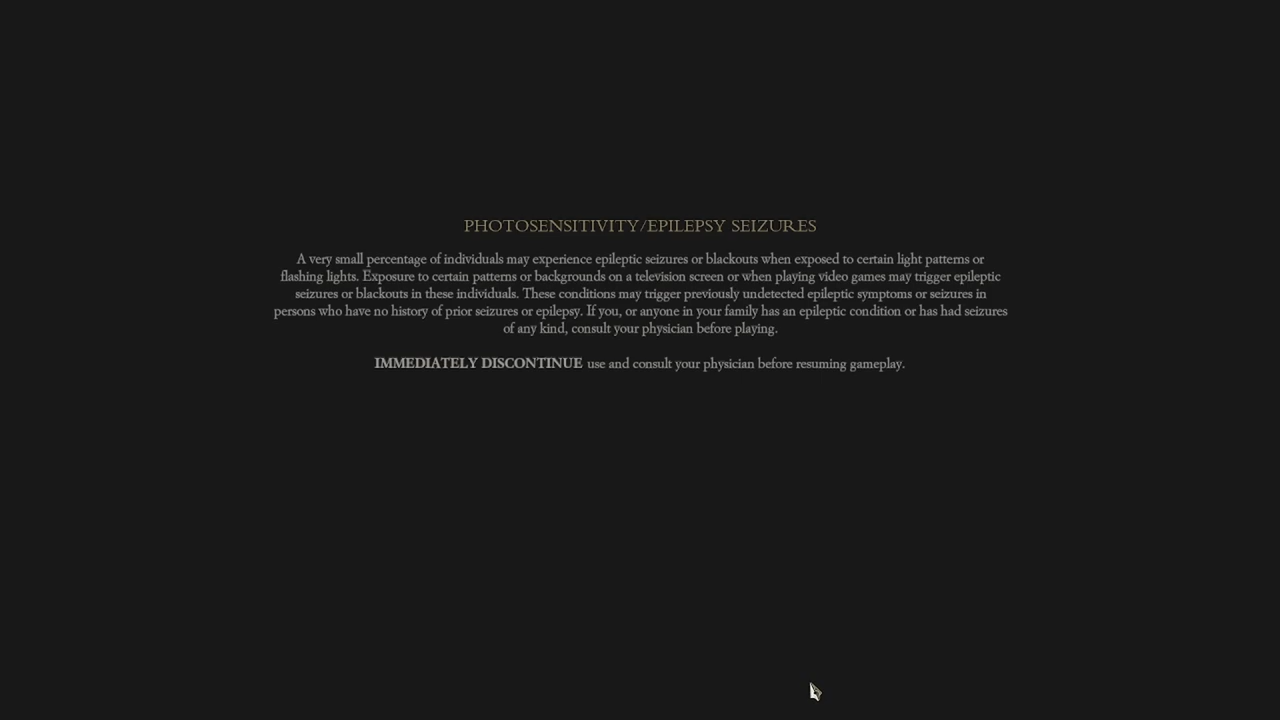 PHOTOSENSITIVITY/EPILEPSY SEIZURES
A very small percentage of individuals may experience epileptic seizures or blackouts when exposed to certain light patterns or
flashing lights. Exposure to certain patterns or backgrounds on a television screen or when playing video games may trigger epileptic
seizures or blackouts in these individuals. These conditions may trigger previously undetected epileptic symptoms or seizures in
persons who have no history of prior seizures or epilepsy. If you, or anyone in your family has an epileptic condition or has had seizures
of any kind, consult your physician before playing.
IMMEDIATELY DISCONTINUE use and consult your physician before resuming gameplay.